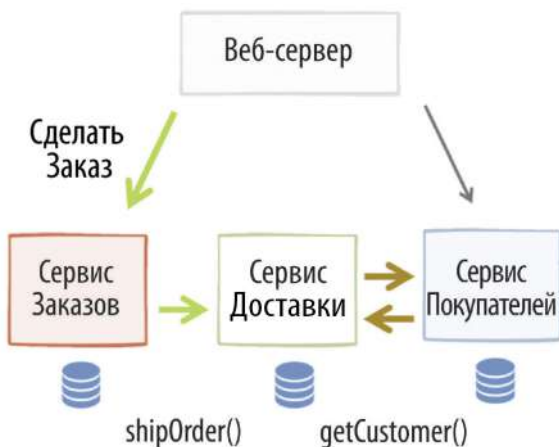 Веб-сервер
Сделать
Заказ
Сервис
Заказов
Сервис
Доставки
Сервис
Покупателей
shipOrder()
getCustomer()